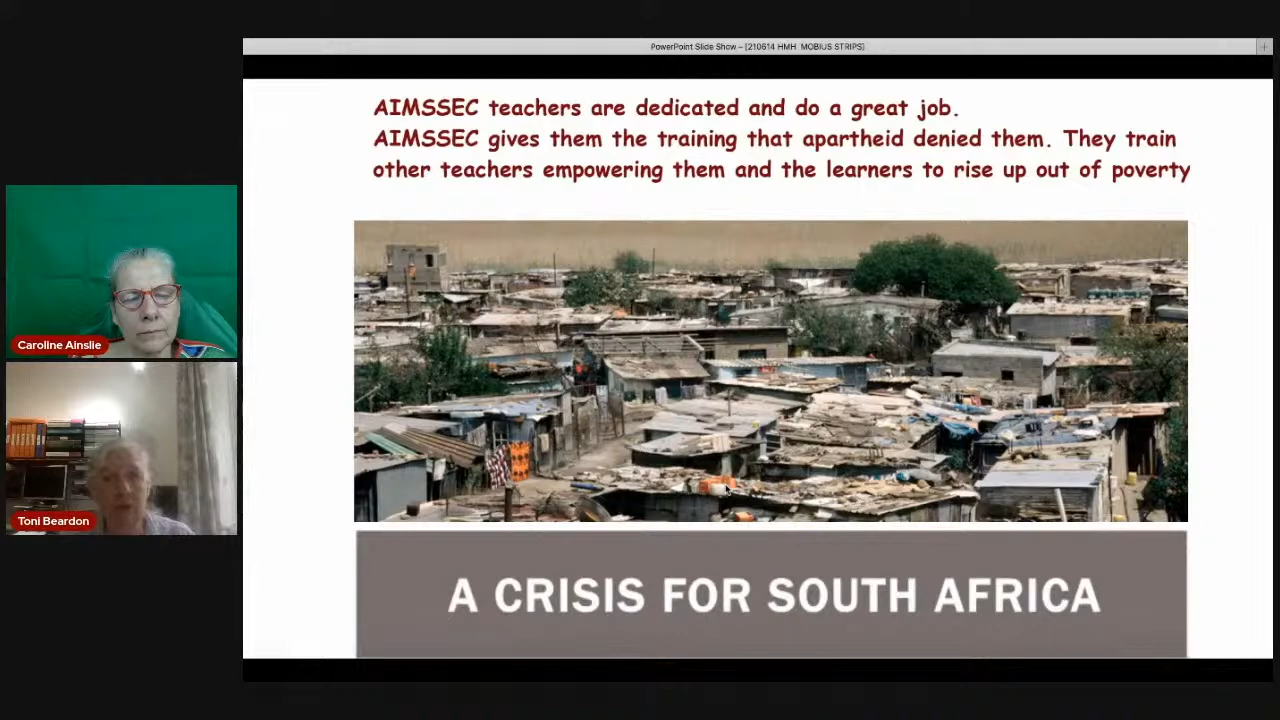 PowerPoint Slide Show – [210614 HMH MOBIUS STRIPS]
AIMSSEC teachers are dedicated and do a great job.
AIMSSEC gives them the training that apartheid denied them. They train
other teachers empowering them and the learners to rise up out of poverty
Caroline Ainslie
Toni Beardon
A CRISIS FOR SOUTH AFRICA